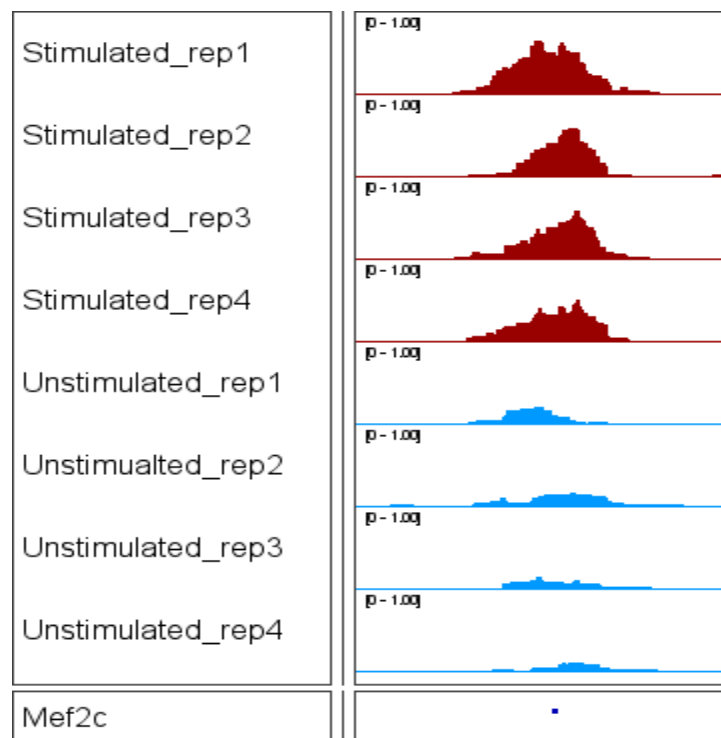 [0 - 1.00]
Stimulated_rep1
[0 - 1.00]
Stimulated_rep2
[0 - 1.00]
Stimulated_rep3
[0 - 1.00]
Stimulated_rep4
[0 - 1.00]
Unstimulated_rep1
[0 - 1.00]
Unstimualted_rep2
[0 - 1.00]
Unstimulated_rep3
[0 - 1.00]
Unstimulated_rep4
Mef2c